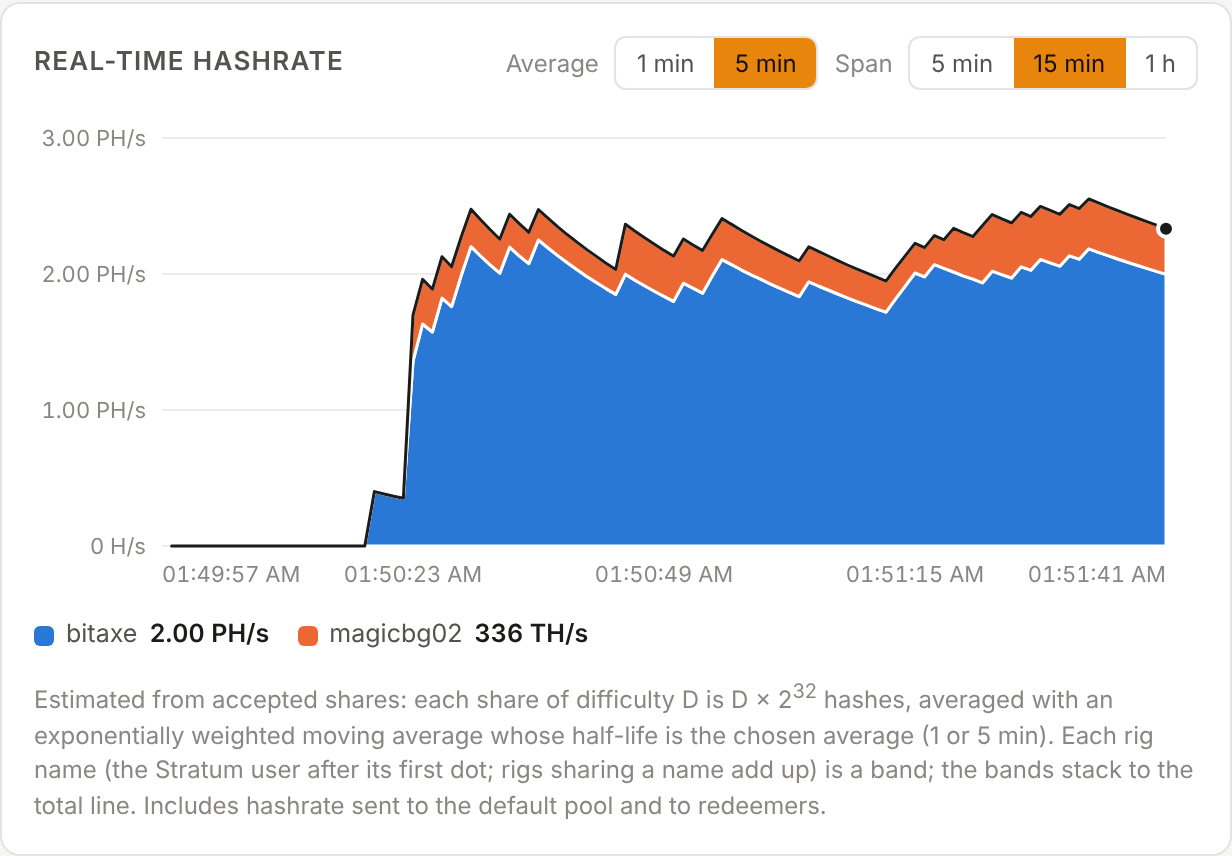 REAL-TIME HASHRATE
Average 1 min 5 min Span 5 min 15 min 1 h
3.00 PH/s
2.00 PH/s
1.00 PH/s
0 H/s
01:49:57 AM 01:50:23 AM 01:50:49 AM 01:51:15 AM 01:51:41 AM
bitaxe 2.00 PH/s magicbg02 336 TH/s
Estimated from accepted shares: each share of difficulty D is D × 2³² hashes, averaged with an
exponentially weighted moving average whose half-life is the chosen average (1 or 5 min). Each rig
name (the Stratum user after its first dot; rigs sharing a name add up) is a band; the bands stack to the
total line. Includes hashrate sent to the default pool and to redeemers.